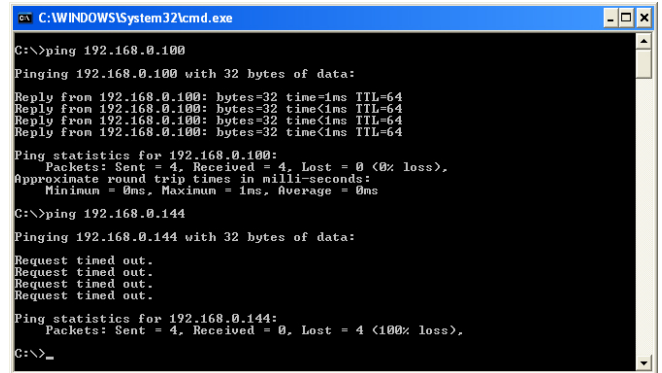 C:\WINDOWS\System32\cmd.exe
C:\>ping 192.168.0.100
Pinging 192.168.0.100 with 32 bytes of data:
Reply from 192.168.0.100: bytes=32 time=1ms TTL=64
Reply from 192.168.0.100: bytes=32 time<1ms TTL=64
Reply from 192.168.0.100: bytes=32 time<1ms TTL=64
Reply from 192.168.0.100: bytes=32 time<1ms TTL=64
Ping statistics for 192.168.0.100:
Packets: Sent = 4, Received = 4, Lost = 0 (0% loss),
Approximate round trip times in milli-seconds:
Minimum = 0ms, Maximum = 1ms, Average = 0ms
C:\>ping 192.168.0.144
Pinging 192.168.0.144 with 32 bytes of data:
Request timed out.
Request timed out.
Request timed out.
Request timed out.
Ping statistics for 192.168.0.144:
Packets: Sent = 4, Received = 0, Lost = 4 (100% loss),
C:\>_